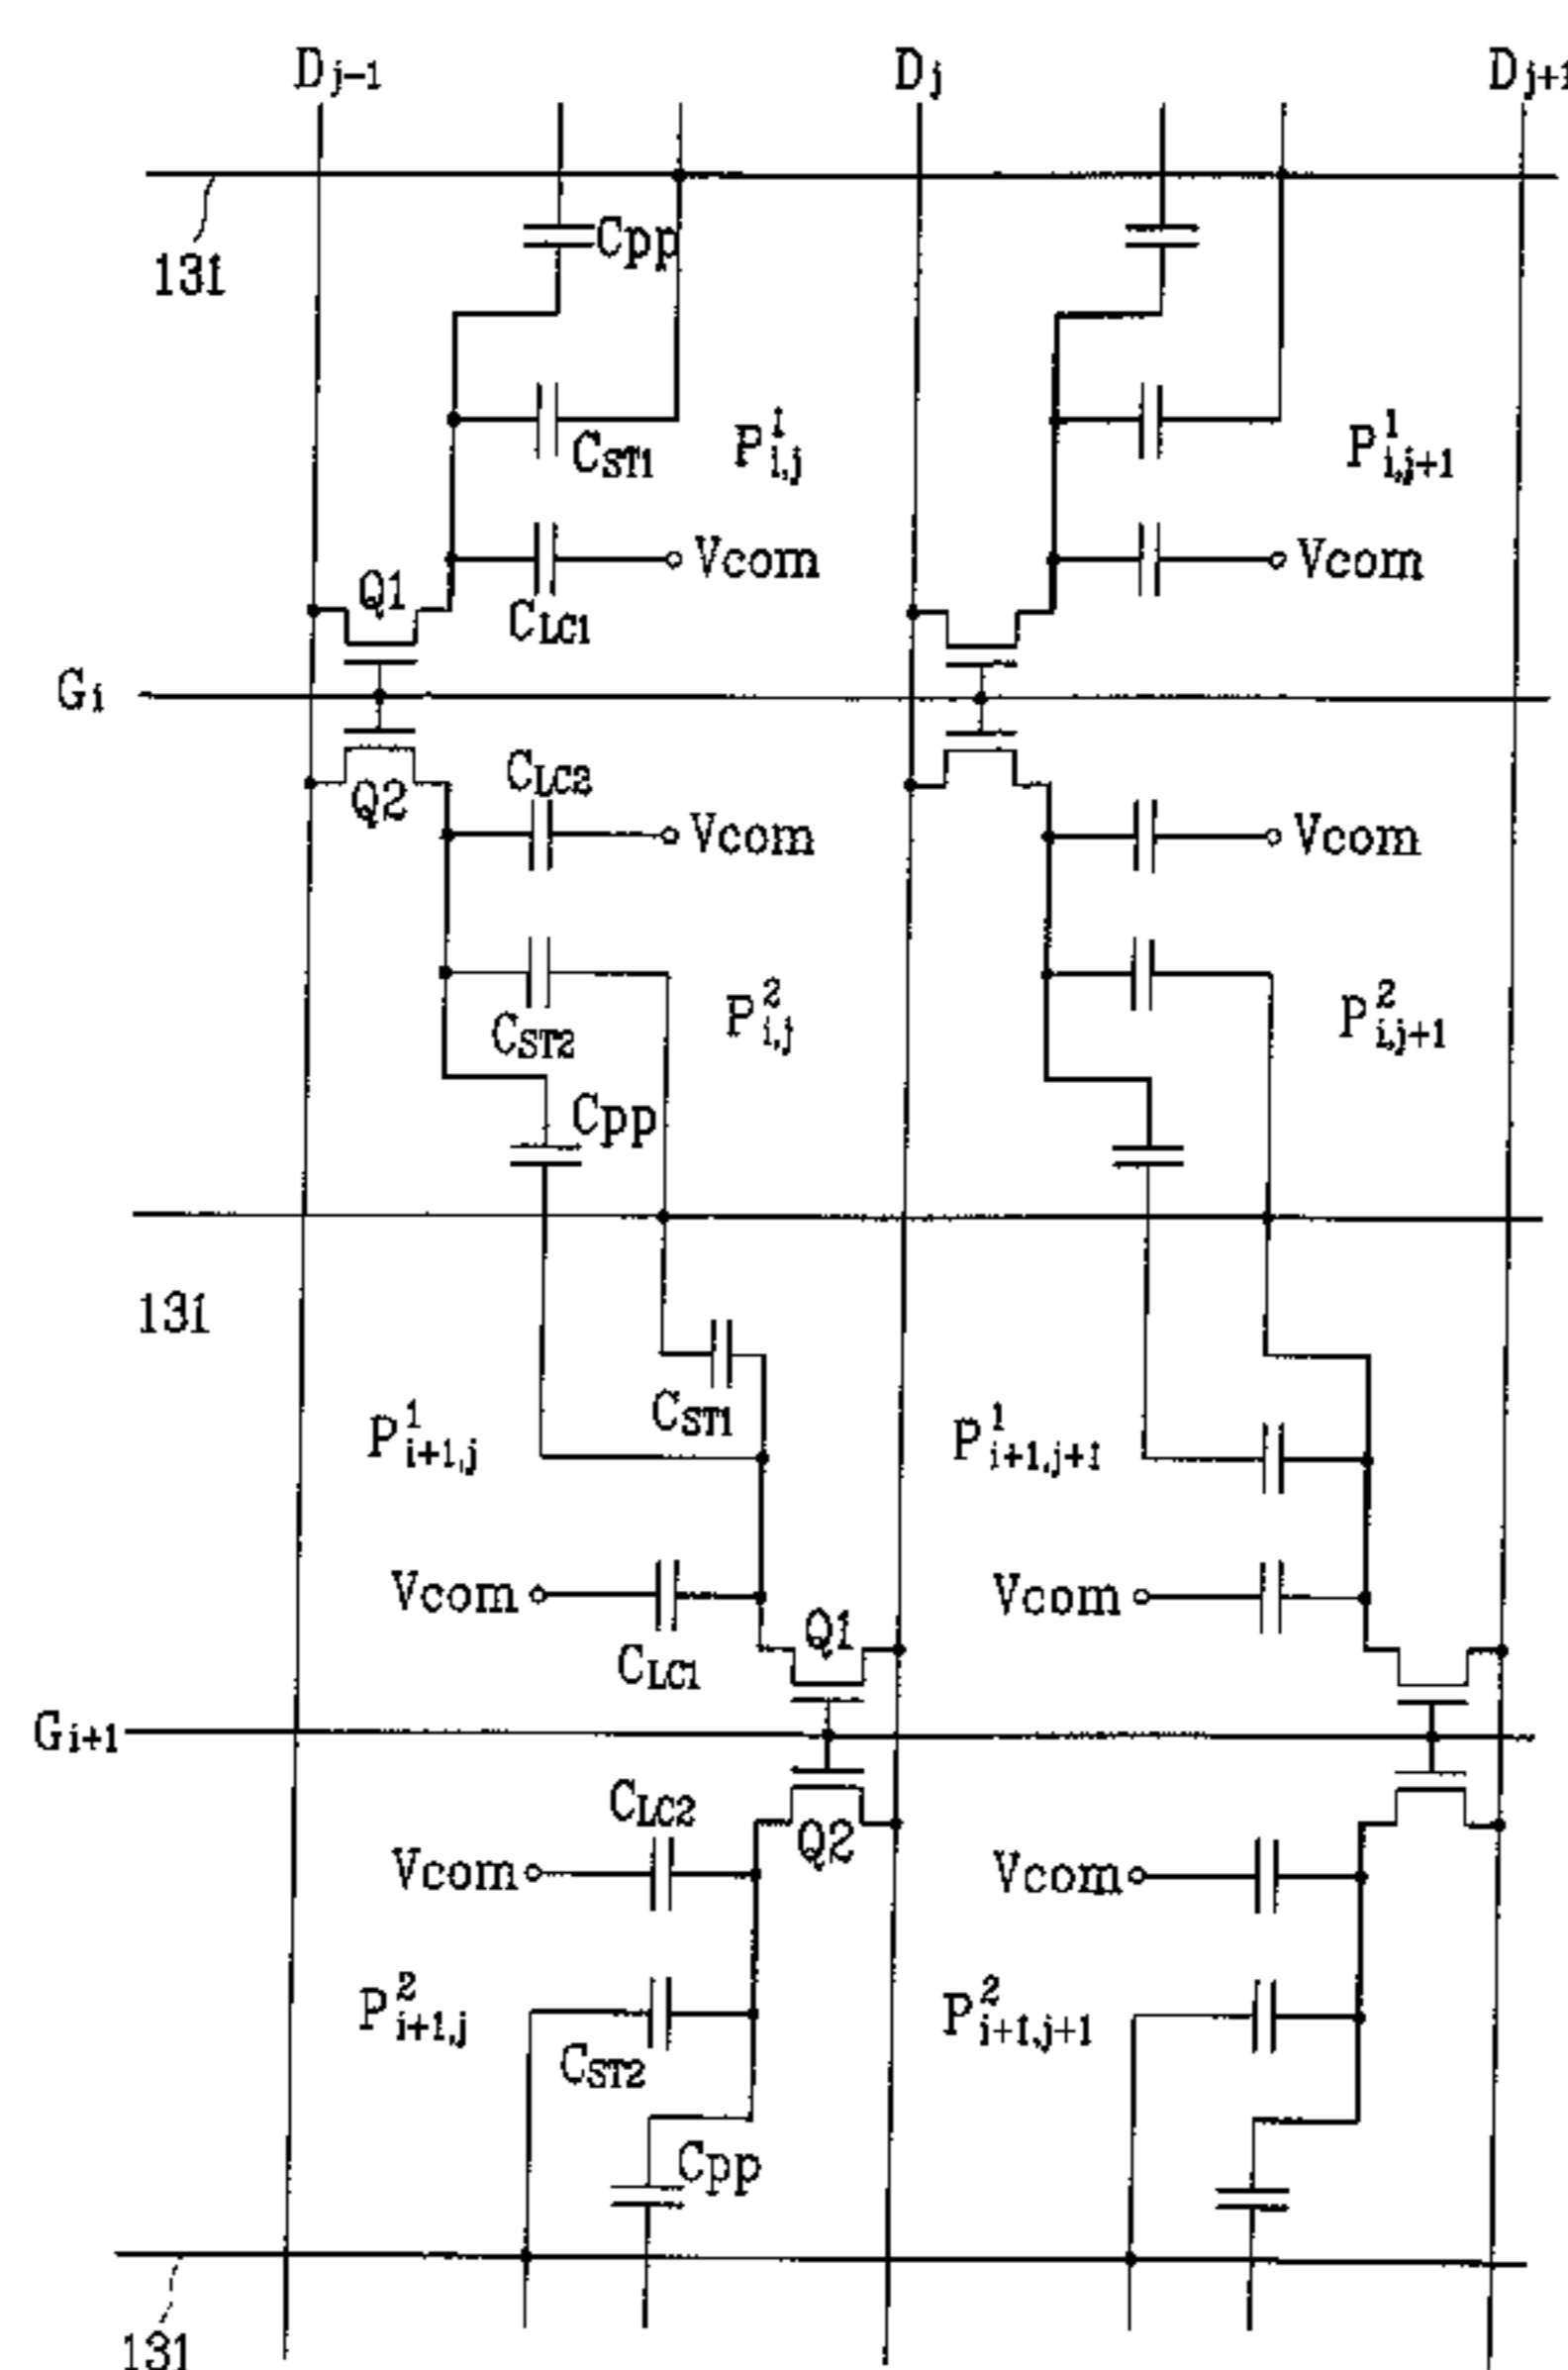 Dj-1 Dj Dj+1
Cpp
131
CST1 P1i,j P1i,j+1
Vcom Vcom
Q1
CLC1
Gi
CLC2
Q2
Vcom Vcom
P2i,j P2i,j+1
CST2
Cpp
131
CST1
P1i+1,j P1i+1,j+1
Vcom Vcom
Q1
CLC1
Gi+1
CLC2
Q2
Vcom Vcom
P2i+1,j P2i+1,j+1
CST2
Cpp
131